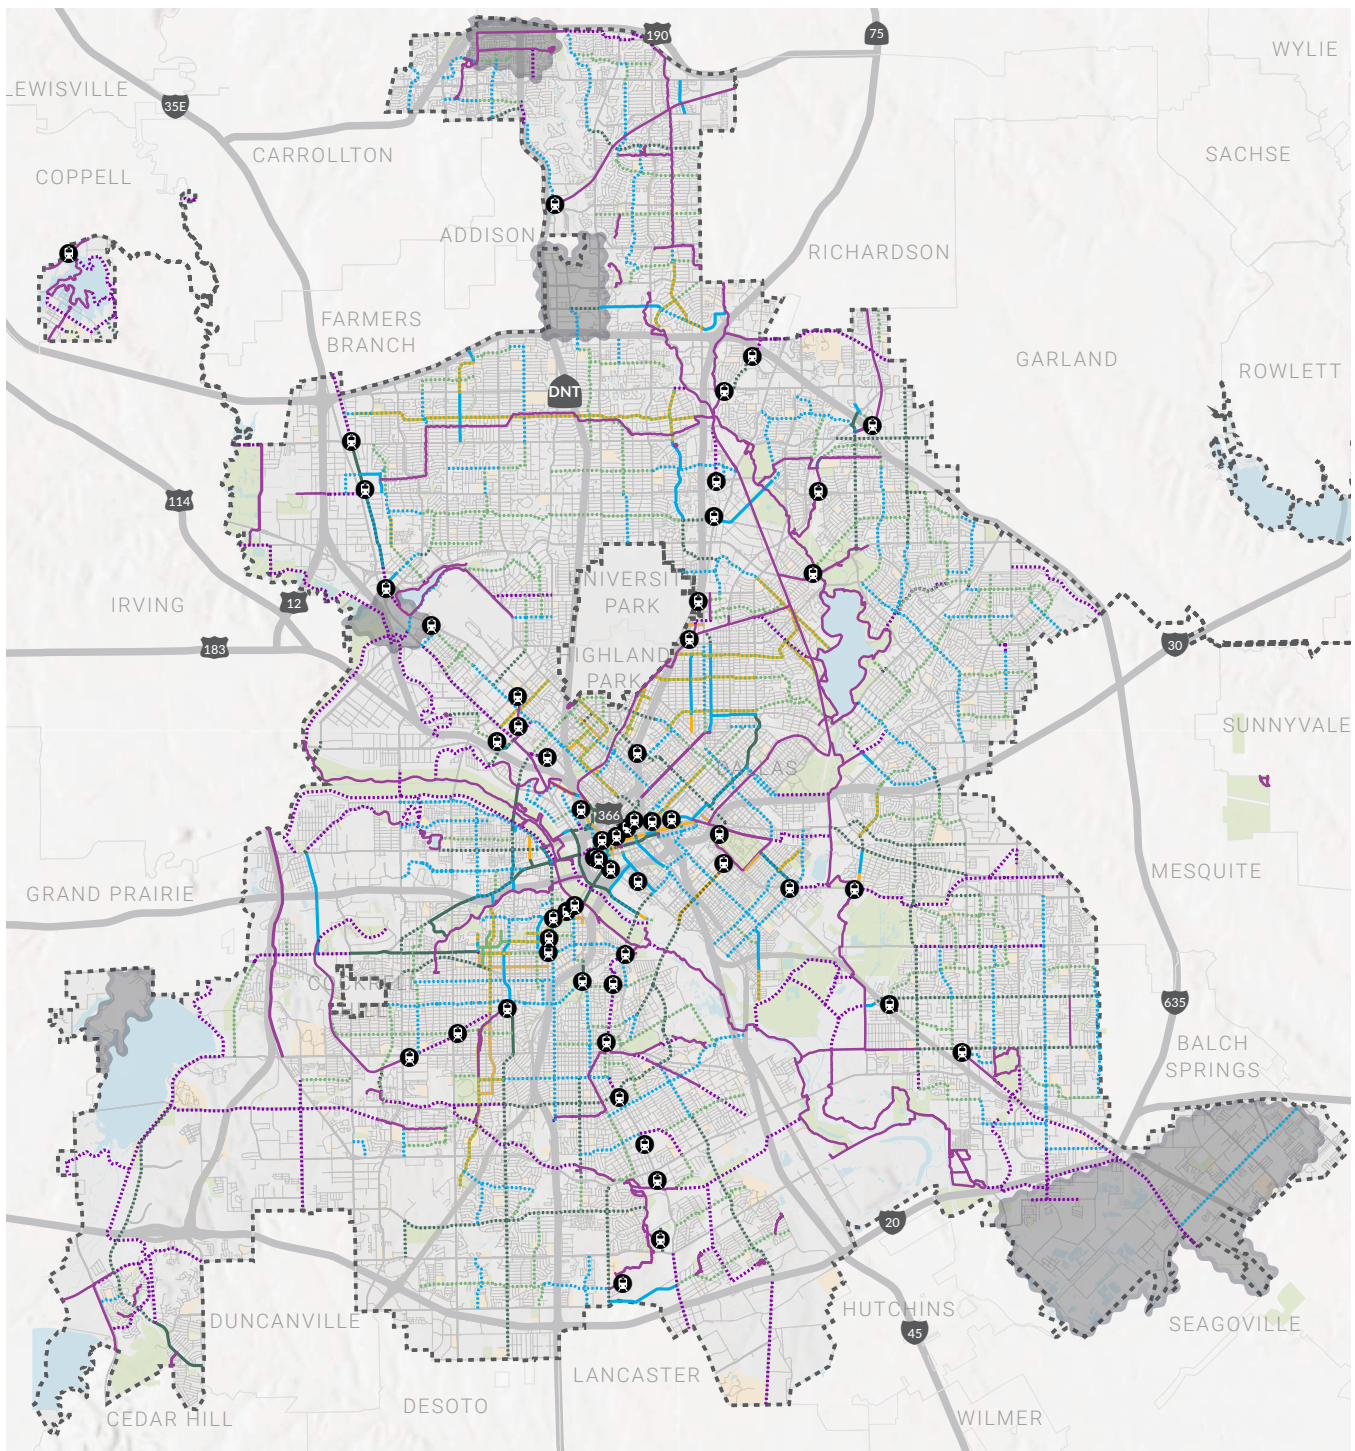 190
75
WYLIE
LEWISVILLE
35E
CARROLLTON
SACHSE
COPPELL
ADDISON
RICHARDSON
FARMERS
BRANCH
GARLAND
ROWLETT
DNT
114
UNIVERSITY
PARK
IRVING
12
183
30
HIGHLAND
PARK
SUNNYVALE
DALLAS
366
MESQUITE
GRAND PRAIRIE
COCKRELL
635
BALCH
SPRINGS
20
DUNCANVILLE
HUTCHINS
SEAGOVILLE
45
LANCASTER
DESOTO
CEDAR HILL
WILMER